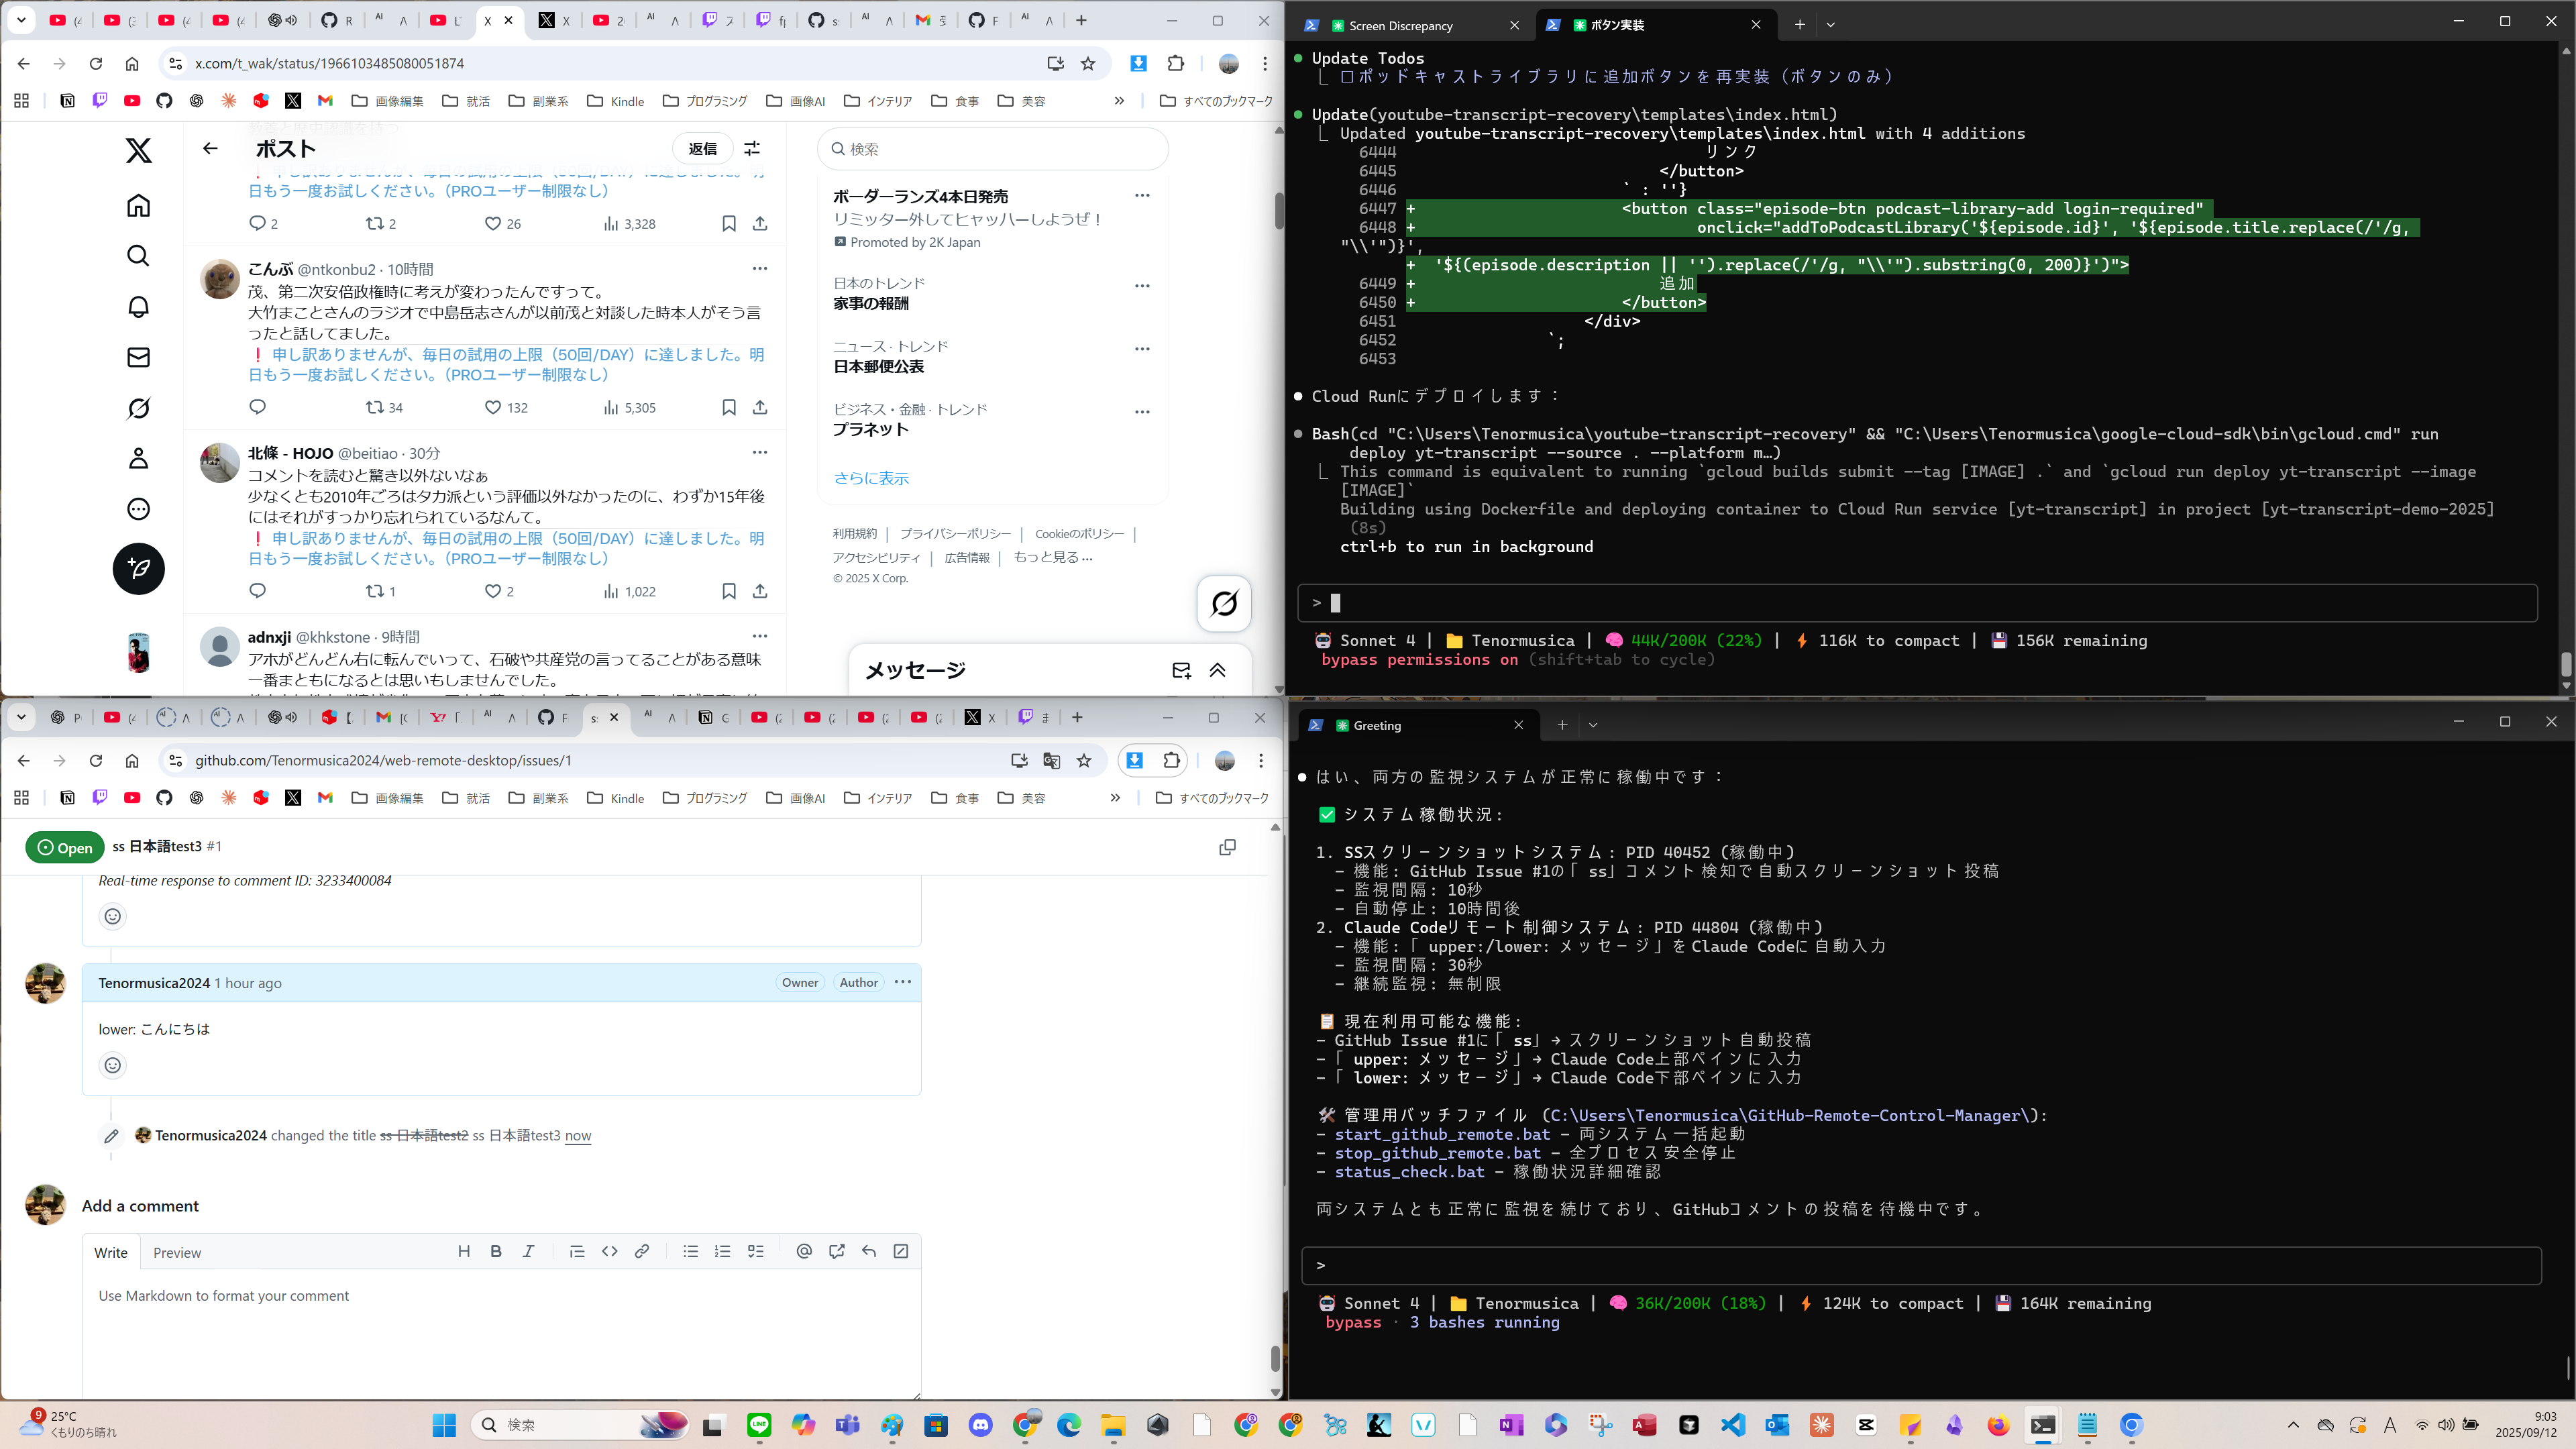 x.com/t_wak/status/1966103485080051874
画像編集
就活
副業系
Kindle
プログラミング
画像AI
インテリア
食事
美容
すべてのブックマーク
ポスト
返信
日もう一度お試しください。（PROユーザー制限なし）
2
2
26
3,328
こんぶ @ntkonbu2 · 10時間
茂、第二次安倍政権時に考えが変わったんですって。
大竹まことさんのラジオで中島岳志さんが以前茂と対談した時本人がそう言
ったと話してました。
❗ 申し訳ありませんが、毎日の試用の上限（50回/DAY）に達しました。明
日もう一度お試しください。（PROユーザー制限なし）
34
132
5,305
北條 - HOJO @beitiao · 30分
コメントを読むと驚き以外ないなぁ
少なくとも2010年ごろはタカ派という評価以外なかったのに、わずか15年後
にはそれがすっかり忘れられているなんて。
❗ 申し訳ありませんが、毎日の試用の上限（50回/DAY）に達しました。明
日もう一度お試しください。（PROユーザー制限なし）
1
2
1,022
adnxji @khkstone · 9時間
アホがどんどん右に転んでいって、石破や共産党の言ってることがある意味
一番まともになるとは思いもしませんでした。
検索
ボーダーランズ4本日発売
リミッター外してヒャッハーしようぜ！
Promoted by 2K Japan
日本のトレンド
家事の報酬
ニュース · トレンド
日本郵便公表
ビジネス・金融 · トレンド
プラネット
さらに表示
利用規約 | プライバシーポリシー | Cookieのポリシー |
アクセシビリティ | 広告情報 | もっと見る ···
© 2025 X Corp.
メッセージ
Screen Discrepancy
ボタン実装
Update Todos
□ ポッドキャストライブラリに追加ボタンを再実装（ボタンのみ）
Update(youtube-transcript-recovery\templates\index.html)
Updated youtube-transcript-recovery\templates\index.html with 4 additions
6444 リンク
6445 </button>
6446 ` : ''}
6447 + <button class="episode-btn podcast-library-add login-required"
6448 + onclick="addToPodcastLibrary('${episode.id}', '${episode.title.replace(/'/g,
"\\'")}',
+ '${(episode.description || '').replace(/'/g, "\\'").substring(0, 200)}')">
6449 + 追加
6450 + </button>
6451 </div>
6452 `;
6453
Cloud Runにデプロイします：
Bash(cd "C:\Users\Tenormusica\youtube-transcript-recovery" && "C:\Users\Tenormusica\google-cloud-sdk\bin\gcloud.cmd" run
deploy yt-transcript --source . --platform m…)
This command is equivalent to running `gcloud builds submit --tag [IMAGE] .` and `gcloud run deploy yt-transcript --image
[IMAGE]`
Building using Dockerfile and deploying container to Cloud Run service [yt-transcript] in project [yt-transcript-demo-2025]
(8s)
ctrl+b to run in background
>
Sonnet 4 | Tenormusica | 44K/200K (22%) | 116K to compact | 156K remaining
bypass permissions on (shift+tab to cycle)
github.com/Tenormusica2024/web-remote-desktop/issues/1
画像編集
就活
副業系
Kindle
プログラミング
画像AI
インテリア
食事
美容
すべてのブックマーク
Open
ss 日本語test3 #1
Real-time response to comment ID: 3233400084
Tenormusica2024 1 hour ago
Owner
Author
lower: こんにちは
Tenormusica2024 changed the title ss 日本語test2 ss 日本語test3 now
Add a comment
Write
Preview
Use Markdown to format your comment
Greeting
はい、両方の監視システムが正常に稼働中です：
✅ システム稼働状況:
1. SSスクリーンショットシステム: PID 40452 (稼働中)
- 機能: GitHub Issue #1の「ss」コメント検知で自動スクリーンショット投稿
- 監視間隔: 10秒
- 自動停止: 10時間後
2. Claude Codeリモート制御システム: PID 44804 (稼働中)
- 機能:「upper:/lower: メッセージ」をClaude Codeに自動入力
- 監視間隔: 30秒
- 継続監視: 無制限
📋 現在利用可能な機能:
- GitHub Issue #1に「ss」→ スクリーンショット自動投稿
-「upper: メッセージ」→ Claude Code上部ペインに入力
-「lower: メッセージ」→ Claude Code下部ペインに入力
🛠 管理用バッチファイル (C:\Users\Tenormusica\GitHub-Remote-Control-Manager\):
- start_github_remote.bat - 両システム一括起動
- stop_github_remote.bat - 全プロセス安全停止
- status_check.bat - 稼働状況詳細確認
両システムとも正常に監視を続けており、GitHubコメントの投稿を待機中です。
>
Sonnet 4 | Tenormusica | 36K/200K (18%) | 124K to compact | 164K remaining
bypass · 3 bashes running
9
25°C
くもりのち晴れ
検索
9:03
2025/09/12